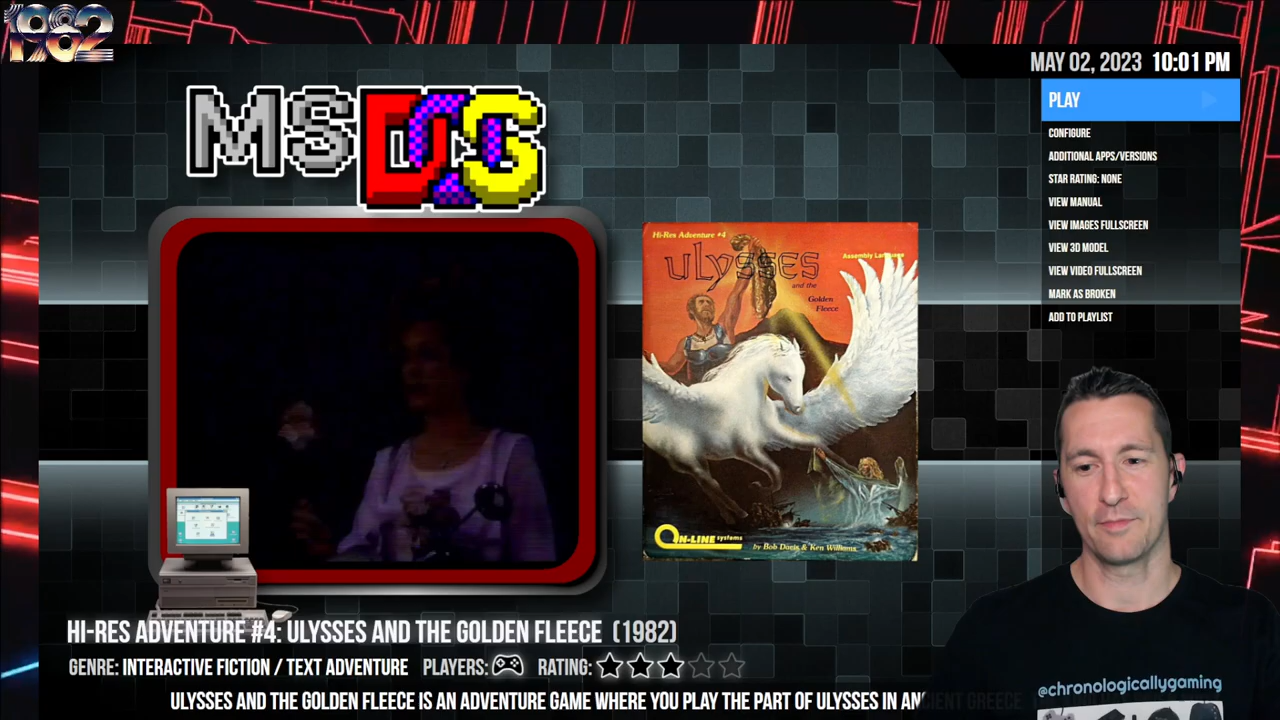 1982
MAY 02, 2023 10:01 PM
MS DOS
PLAY
CONFIGURE
ADDITIONAL APPS/VERSIONS
STAR RATING: NONE
VIEW MANUAL
VIEW IMAGES FULLSCREEN
VIEW 3D MODEL
VIEW VIDEO FULLSCREEN
MARK AS BROKEN
ADD TO PLAYLIST
Hi-Res Adventure #4
Assembly Language
ulysses
and the
Golden
Fleece
ON-LINE systems
by Bob Davis & Ken Williams
HI-RES ADVENTURE #4: ULYSSES AND THE GOLDEN FLEECE (1982)
GENRE: INTERACTIVE FICTION / TEXT ADVENTURE PLAYERS: RATING:
ULYSSES AND THE GOLDEN FLEECE IS AN ADVENTURE GAME WHERE YOU PLAY THE PART OF ULYSSES IN ANCIENT GREECE
@chronologicallygaming